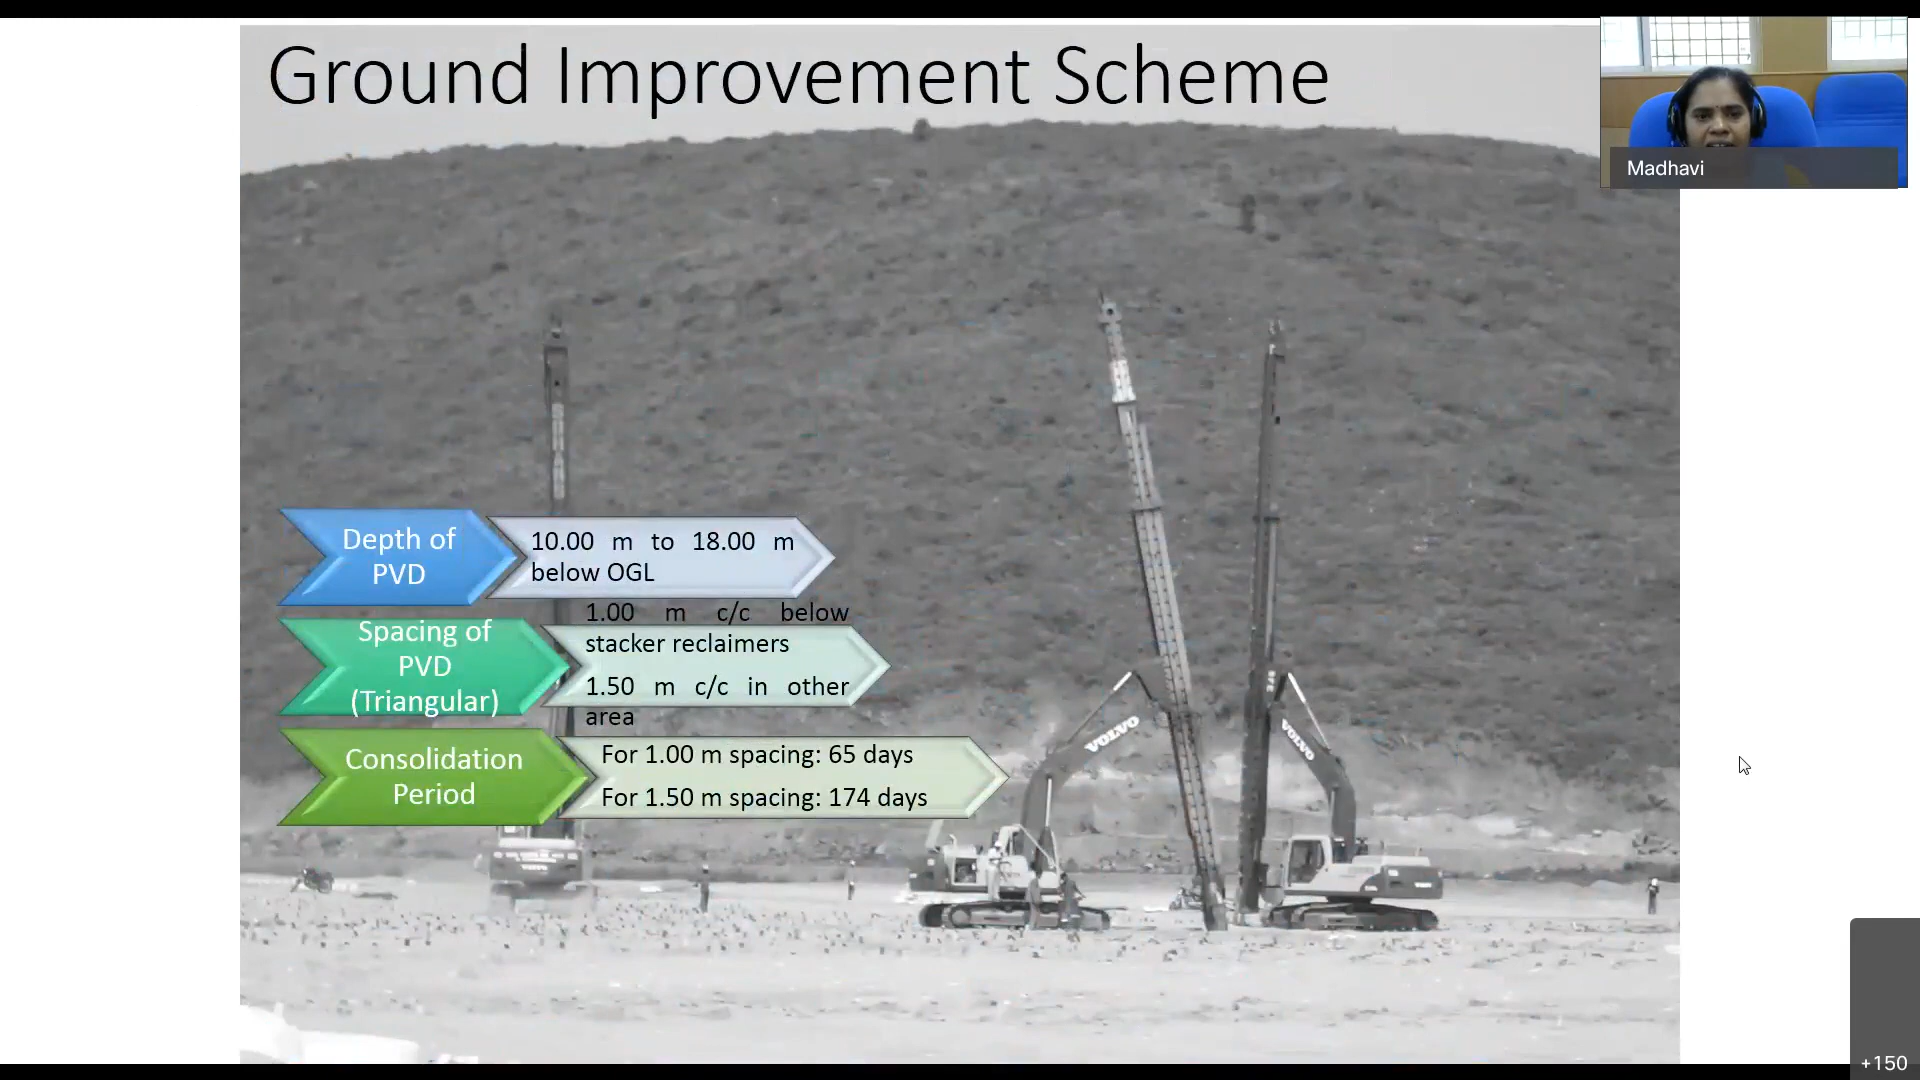 Ground Improvement Scheme
Madhavi
Depth of
PVD
10.00 m to 18.00 m
below OGL
Spacing of
PVD
(Triangular)
1.00 m c/c below
stacker reclaimers
1.50 m c/c in other
area
Consolidation
Period
For 1.00 m spacing: 65 days
For 1.50 m spacing: 174 days
VOLVO
VOLVO
+150